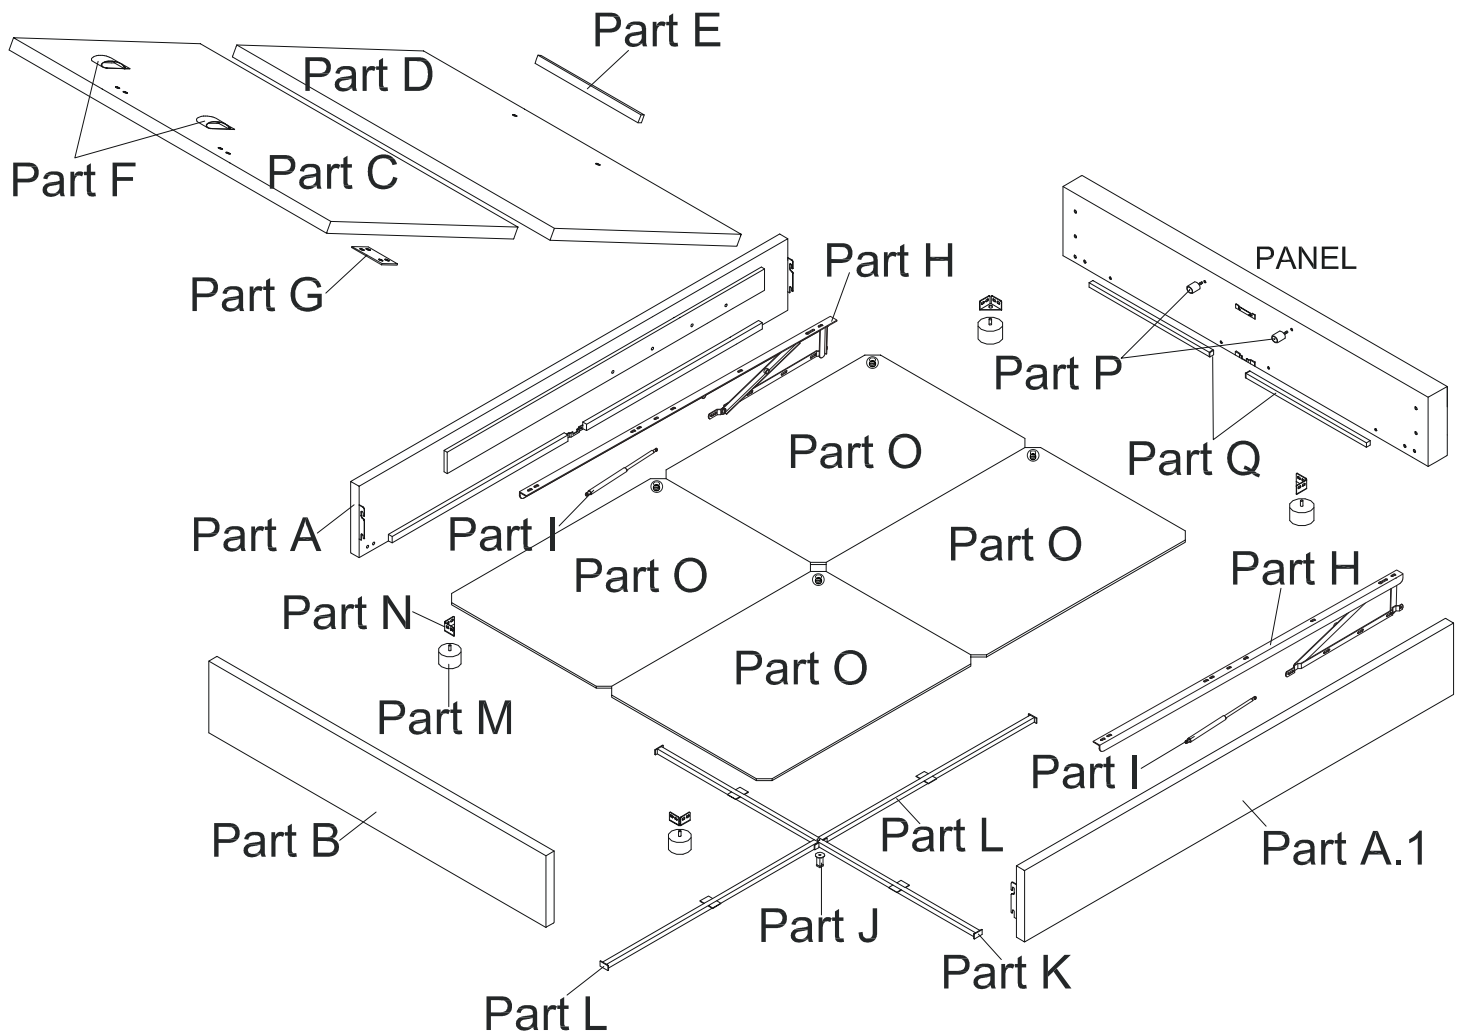 Part E
Part D
Part F
Part C
Part G
Part H
PANEL
Part P
Part O
Part Q
Part A
Part I
Part O
Part O
Part H
Part N
Part O
Part M
Part I
Part B
Part L
Part A.1
Part J
Part K
Part L